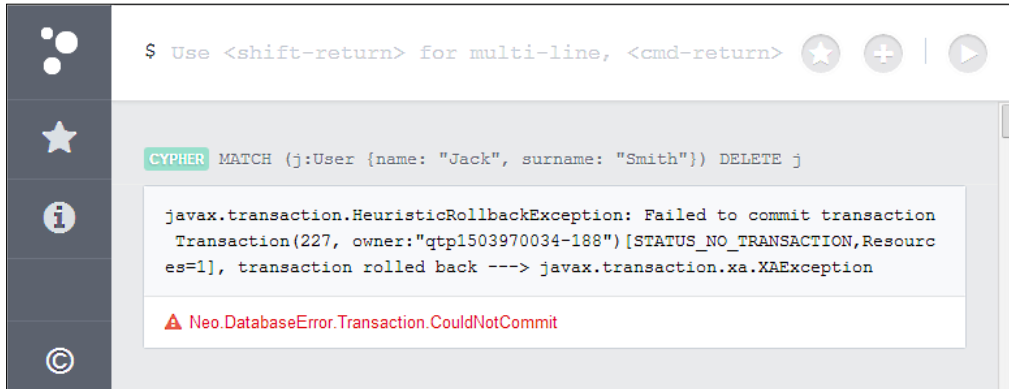 $ Use <shift-return> for multi-line, <cmd-return>
CYPHER MATCH (j:User {name: "Jack", surname: "Smith"}) DELETE j
javax.transaction.HeuristicRollbackException: Failed to commit transaction
Transaction(227, owner:"qtp1503970034-188")[STATUS_NO_TRANSACTION,Resourc
es=1], transaction rolled back ---> javax.transaction.xa.XAException
Neo.DatabaseError.Transaction.CouldNotCommit
©